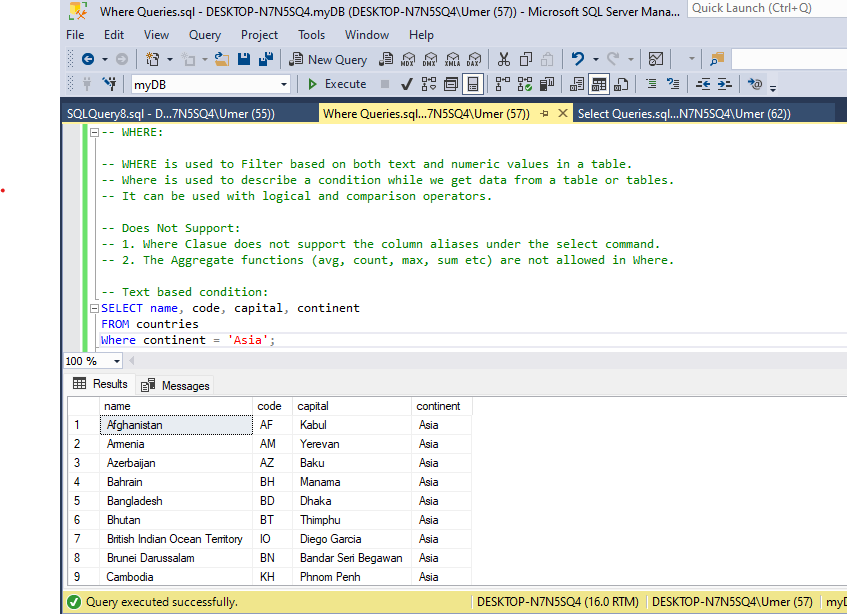 Where Queries.sql - DESKTOP-N7N5SQ4.myDB (DESKTOP-N7N5SQ4\Umer (57)) - Microsoft SQL Server Mana...
Quick Launch (Ctrl+Q)
File Edit View Query Project Tools Window Help
New Query MDX DMX XMLA DAX
myDB Execute
SQLQuery8.sql - D...7N5SQ4\Umer (55)) Where Queries.sql...7N5SQ4\Umer (57)) Select Queries.sql...N7N5SQ4\Umer (62))
-- WHERE:
-- WHERE is used to Filter based on both text and numeric values in a table.
-- Where is used to describe a condition while we get data from a table or tables.
-- It can be used with logical and comparison operators.
-- Does Not Support:
-- 1. Where Clasue does not support the column aliases under the select command.
-- 2. The Aggregate functions (avg, count, max, sum etc) are not allowed in Where.
-- Text based condition:
SELECT name, code, capital, continent
FROM countries
Where continent = 'Asia';
100 %
Results Messages
name code capital continent
1 Afghanistan AF Kabul Asia
2 Armenia AM Yerevan Asia
3 Azerbaijan AZ Baku Asia
4 Bahrain BH Manama Asia
5 Bangladesh BD Dhaka Asia
6 Bhutan BT Thimphu Asia
7 British Indian Ocean Territory IO Diego Garcia Asia
8 Brunei Darussalam BN Bandar Seri Begawan Asia
9 Cambodia KH Phnom Penh Asia
Query executed successfully. DESKTOP-N7N5SQ4 (16.0 RTM) DESKTOP-N7N5SQ4\Umer (57) myD